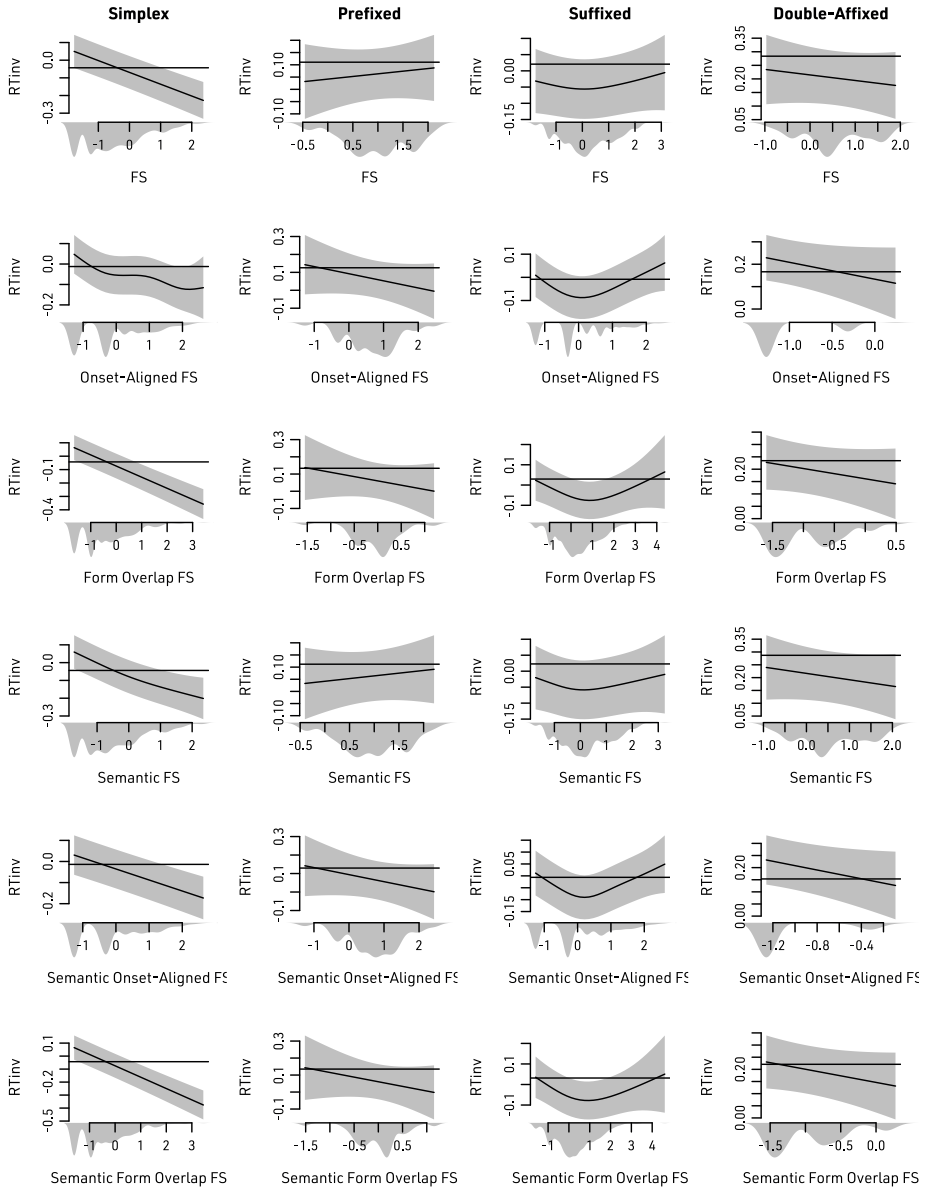 Simplex Prefixed Suffixed Double-Affixed
RTinv 0.0 -0.3 -1 0 1 2 FS
RTinv 0.10 -0.10 -0.5 0.5 1.5 FS
RTinv 0.00 -0.15 -1 0 1 2 3 FS
RTinv 0.35 0.20 0.05 -1.0 0.0 1.0 2.0 FS
RTinv 0.0 -0.2 -1 0 1 2 Onset-Aligned FS
RTinv 0.3 0.1 -0.1 -1 0 1 2 Onset-Aligned FS
RTinv 0.1 -0.1 -1 0 1 2 Onset-Aligned FS
RTinv 0.2 0.0 -1.0 0.0 Onset-Aligned FS
RTinv -0.1 -0.4 -1 0 1 2 3 Form Overlap FS
RTinv 0.3 0.1 -0.1 -1.5 -0.5 0.5 Form Overlap FS
RTinv 0.1 -0.1 -1 0 1 2 3 4 Form Overlap FS
RTinv 0.20 0.00 -1.5 -0.5 0.5 Form Overlap FS
RTinv 0.0 -0.3 -1 0 1 2 Semantic FS
RTinv 0.10 -0.10 -0.5 0.5 1.5 Semantic FS
RTinv 0.00 -0.15 -1 0 1 2 3 Semantic FS
RTinv 0.35 0.20 0.05 -1.0 0.0 1.0 2.0 Semantic FS
RTinv 0.0 -0.2 -1 0 1 2 Semantic Onset-Aligned FS
RTinv 0.3 0.1 -0.1 -1 0 1 2 Semantic Onset-Aligned FS
RTinv 0.05 -0.15 -1 0 1 2 Semantic Onset-Aligned FS
RTinv 0.20 0.00 -1.2 -0.8 -0.4 Semantic Onset-Aligned FS
RTinv 0.1 -0.2 -0.5 -1 0 1 2 3 Semantic Form Overlap FS
RTinv 0.3 0.1 -0.1 -1.5 -0.5 0.5 Semantic Form Overlap FS
RTinv 0.1 -0.1 -1 0 1 2 3 4 Semantic Form Overlap FS
RTinv 0.20 0.00 -1.5 -0.5 0.0 Semantic Form Overlap FS